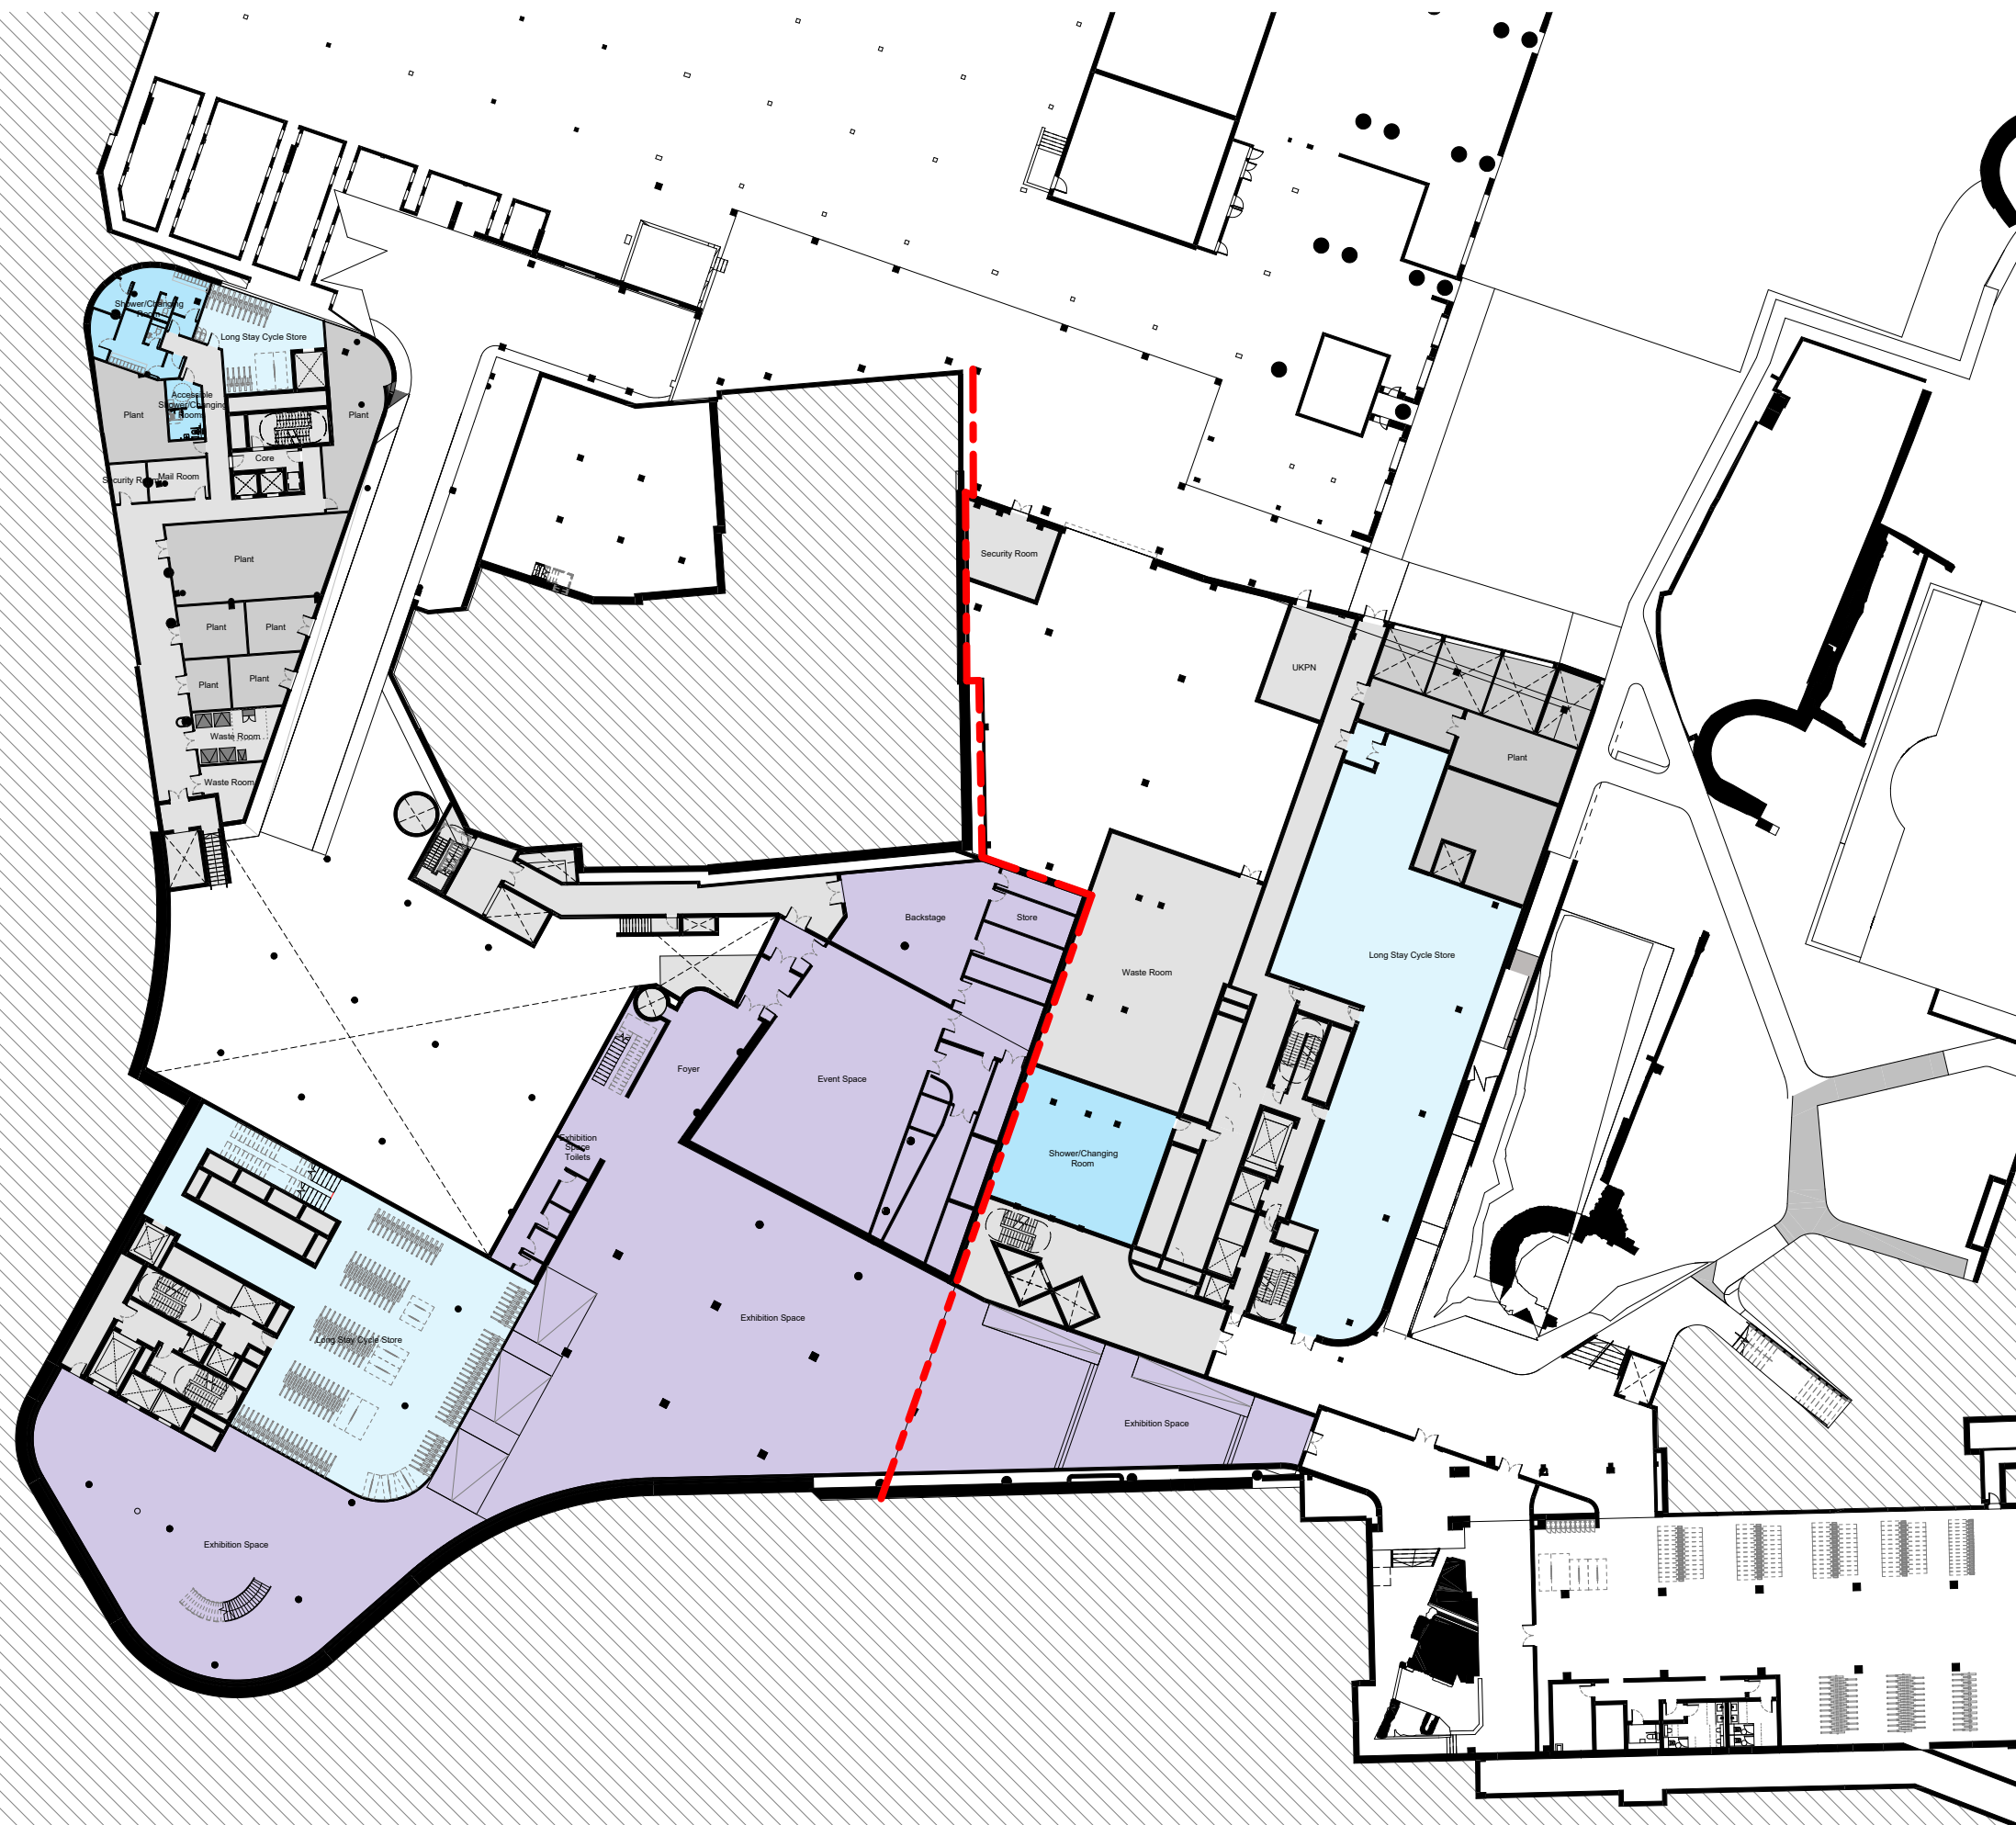 Shower/Changing
Room
Long Stay Cycle Store
Accessible
Shower/Changing
Room
Plant
Plant
Core
Mail Room
Security Room
Plant
Plant
Plant
Plant
Plant
Waste Room
Waste Room
Security Room
UKPN
Plant
Backstage
Store
Waste Room
Long Stay Cycle Store
Foyer
Event Space
Exhibition
Space
Toilets
Shower/Changing
Room
Exhibition Space
Long Stay Cycle Store
Exhibition Space
Exhibition Space